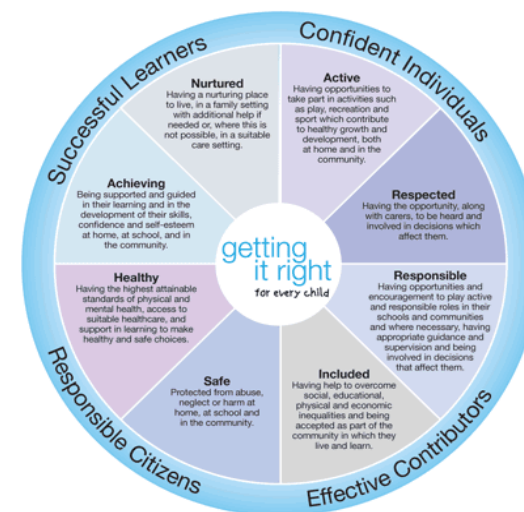 Successful Learners
Confident Individuals
Nurtured
Having a nurturing place
to live, in a family setting
with additional help if
needed or, where this is
not possible, in a suitable
care setting.
Active
Having opportunities to
take part in activities such
as play, recreation and
sport which contribute
to healthy growth and
development, both
at home and in the
community.
Achieving
Being supported and guided
in their learning and in
the development of their skills,
confidence and self-esteem
at home, at school, and in
the community.
Respected
Having the opportunity, along
with carers, to be heard and
involved in decisions which
affect them.
getting
it right
for every child
Healthy
Having the highest attainable
standards of physical and
mental health, access to
suitable healthcare, and
support in learning to make
healthy and safe choices.
Responsible
Having opportunities and
encouragement to play active
and responsible roles in their
schools and communities
and where necessary, having
appropriate guidance and
supervision and being
involved in decisions
that affect them.
Safe
Protected from abuse,
neglect or harm at
home, at school and
in the community.
Included
Having help to overcome
social, educational,
physical and economic
inequalities and being
accepted as part of the
community in which they
live and learn.
Responsible Citizens
Effective Contributors